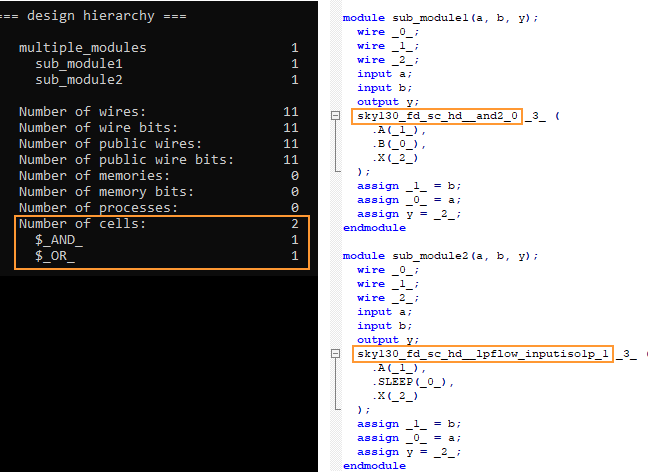 === design hierarchy ===
multiple_modules 1
sub_module1 1
sub_module2 1
Number of wires: 11
Number of wire bits: 11
Number of public wires: 11
Number of public wire bits: 11
Number of memories: 0
Number of memory bits: 0
Number of processes: 0
Number of cells: 2
$_AND_ 1
$_OR_ 1
module sub_module1(a, b, y);
wire _0_;
wire _1_;
wire _2_;
input a;
input b;
output y;
sky130_fd_sc_hd__and2_0 _3_ (
.A(_1_),
.B(_0_),
.X(_2_)
);
assign _1_ = b;
assign _0_ = a;
assign y = _2_;
endmodule
module sub_module2(a, b, y);
wire _0_;
wire _1_;
wire _2_;
input a;
input b;
output y;
sky130_fd_sc_hd__lpflow_inputiso1p_1 _3_ (
.A(_1_),
.SLEEP(_0_),
.X(_2_)
);
assign _1_ = b;
assign _0_ = a;
assign y = _2_;
endmodule